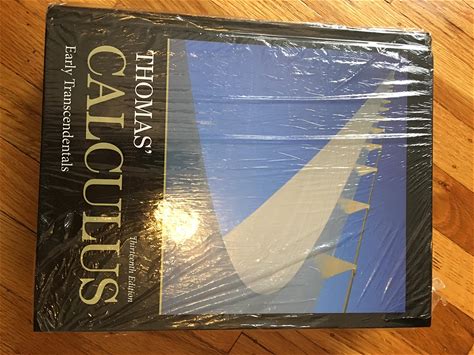 THOMAS'
CALCULUS
Early Transcendentals
Thirteenth Edition